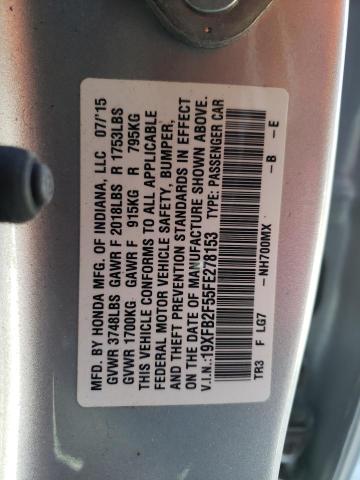 MFD. BY HONDA MFG. OF INDIANA, LLC 07/'15
GVWR 3748LBS GAWR F 2018LBS R 1753LBS
GVWR 1700KG GAWR F 915KG R 795KG
THIS VEHICLE CONFORMS TO ALL APPLICABLE
FEDERAL MOTOR VEHICLE SAFETY, BUMPER,
AND THEFT PREVENTION STANDARDS IN EFFECT
ON THE DATE OF MANUFACTURE SHOWN ABOVE.
V.I.N.:19XFB2F55FE278153 TYPE: PASSENGER CAR
TR3 F LG7 -NH700MX -B -E